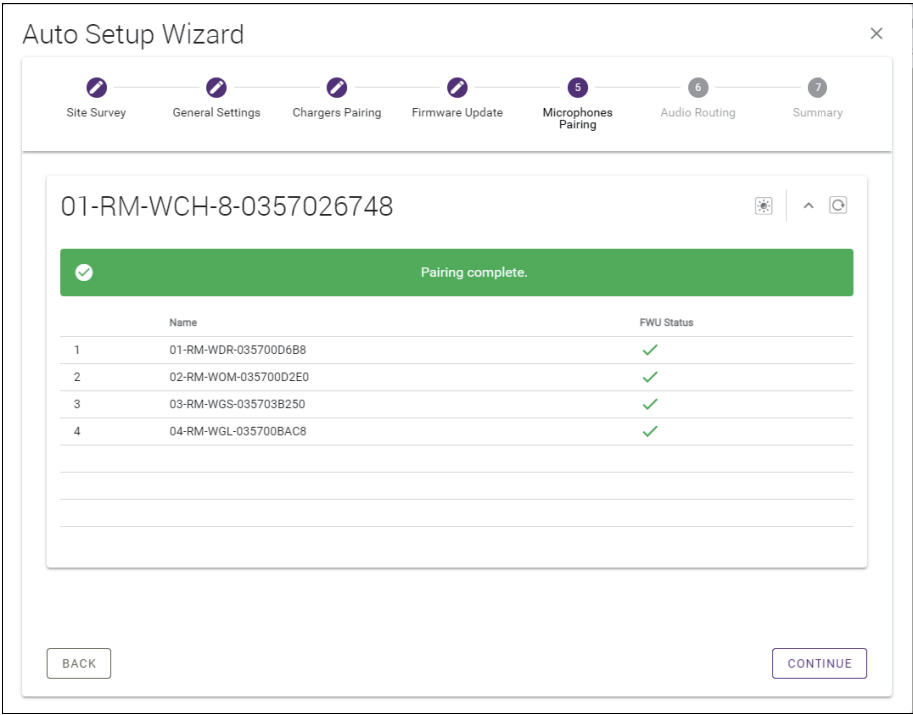 Auto Setup Wizard
Site Survey
General Settings
Chargers Pairing
Firmware Update
5
Microphones
Pairing
6
Audio Routing
7
Summary
01-RM-WCH-8-0357026748
Pairing complete.
Name FWU Status
1 01-RM-WDR-035700D6B8
2 02-RM-WOM-035700D2E0
3 03-RM-WGS-035703B250
4 04-RM-WGL-035700BAC8
BACK CONTINUE